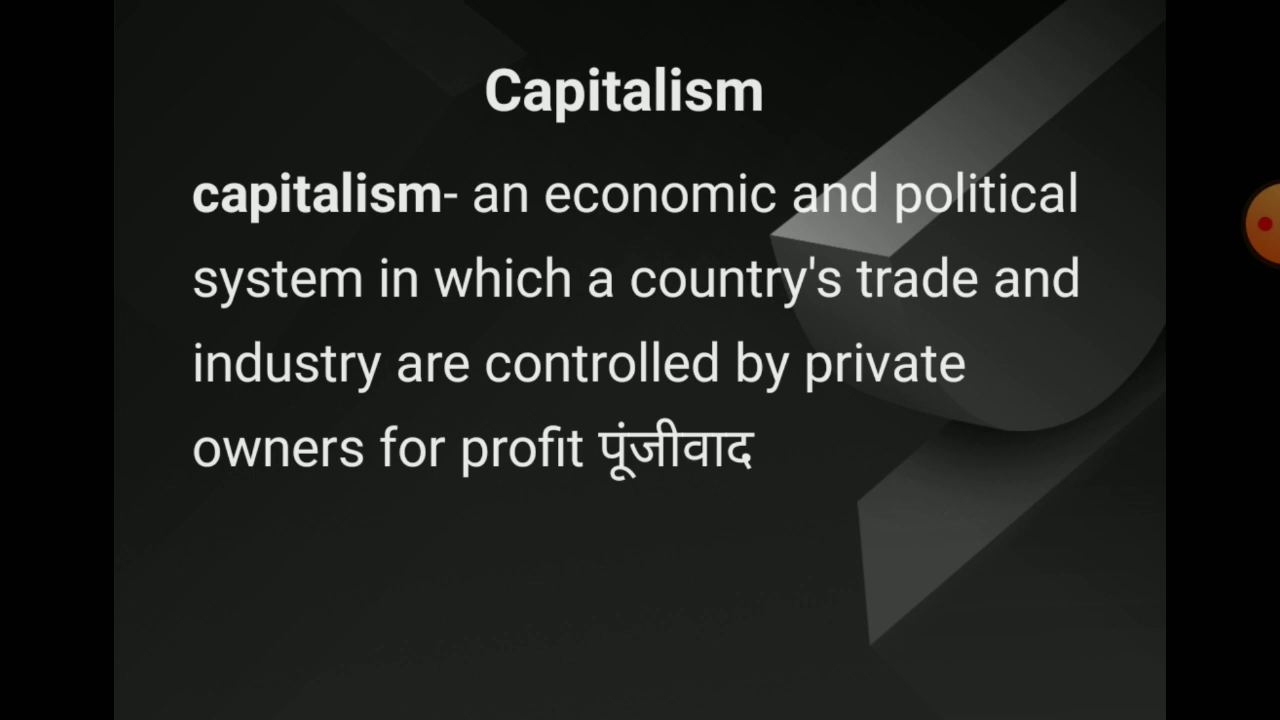 Capitalism
capitalism- an economic and political
system in which a country's trade and
industry are controlled by private
owners for profit पूंजीवाद